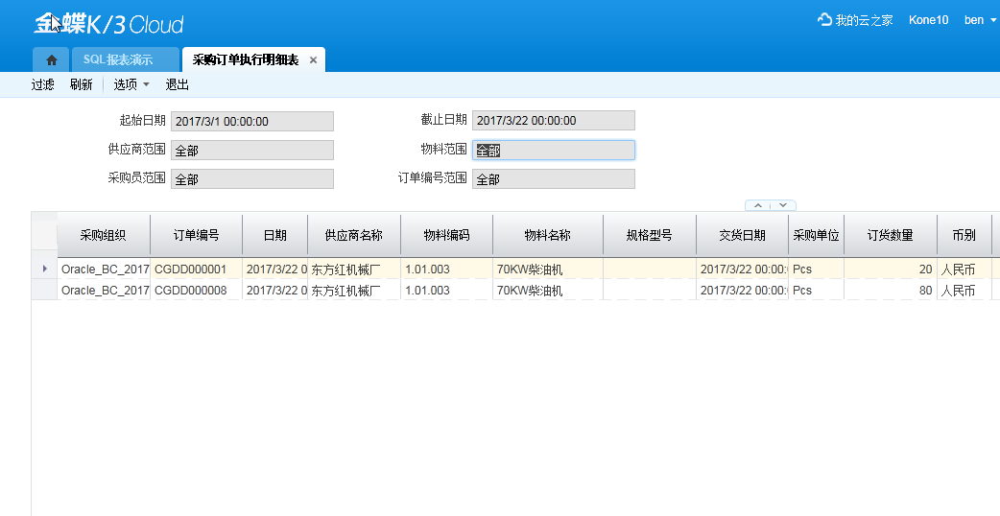 金蝶K/3 Cloud 我的云之家 Kone10 ben
SQL报表演示 采购订单执行明细表 ×
过滤 刷新 选项 退出
起始日期 2017/3/1 00:00:00 截止日期 2017/3/22 00:00:00
供应商范围 全部 物料范围 全部
采购员范围 全部 订单编号范围 全部
采购组织 订单编号 日期 供应商名称 物料编码 物料名称 规格型号 交货日期 采购单位 订货数量 币别
Oracle_BC_2017 CGDD000001 2017/3/22 0 东方红机械厂 1.01.003 70KW柴油机 2017/3/22 00:00: Pcs 20 人民币
Oracle_BC_2017 CGDD000008 2017/3/22 0 东方红机械厂 1.01.003 70KW柴油机 2017/3/22 00:00: Pcs 80 人民币